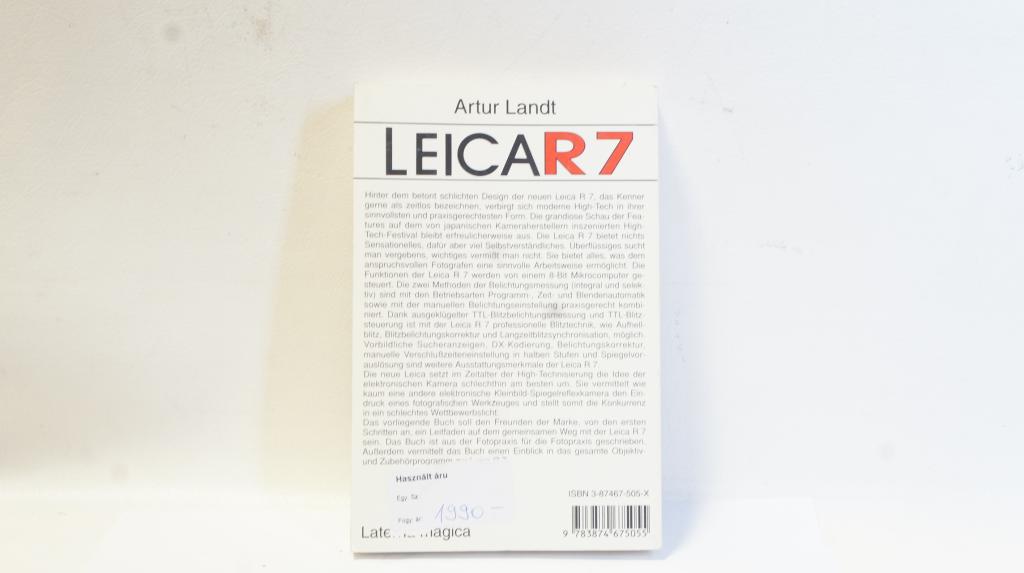 Artur Landt
LEICA R 7
Hinter dem betont schlichten Design der neuen Leica R 7, das Kenner
gerne als zeitlos bezeichnen, verbirgt sich moderne High-Tech in ihrer
sinnvollsten und praxisgerechtesten Form. Die grandiose Schau der Fea-
tures auf dem von japanischen Kameraherstellern inszenierten High-
Tech-Festival bleibt erfreulicherweise aus. Die Leica R 7 bietet nichts
Sensationelles, dafür aber viel Selbstverständliches. Überflüssiges sucht
man vergebens, wichtiges vermißt man nicht. Sie bietet alles, was dem
anspruchsvollen Fotografen eine sinnvolle Arbeitsweise ermöglicht. Die
Funktionen der Leica R 7 werden von einem 8-Bit Mikrocomputer ge-
steuert. Die zwei Methoden der Belichtungsmessung (integral und selek-
tiv) sind mit den Betriebsarten Programm-, Zeit- und Blendenautomatik
sowie mit der manuellen Belichtungseinstellung praxisgerecht kombi-
niert. Dank ausgeklügelter TTL-Blitzbelichtungsmessung und TTL-Blitz-
steuerung ist mit der Leica R 7 professionelle Blitztechnik, wie Aufhell-
blitz, Blitzbelichtungskorrektur und Langzeitblitzsynchronisation, möglich.
Vorbildliche Sucheranzeigen, DX-Kodierung, Belichtungskorrektur,
manuelle Verschlußzeiteneinstellung in halben Stufen und Spiegelvor-
auslösung sind weitere Ausstattungsmerkmale der Leica R 7.
Die neue Leica setzt im Zeitalter der High-Technisierung die Idee der
elektronischen Kamera schlechthin am besten um. Sie vermittelt wie
kaum eine andere elektronische Kleinbild-Spiegelreflexkamera den Ein-
druck eines fotografischen Werkzeuges und stellt somit die Konkurrenz
in ein schlechtes Wettbewerbslicht.
Das vorliegende Buch soll den Freunden der Marke, von den ersten
Schritten an, ein Leitfaden auf dem gemeinsamen Weg mit der Leica R 7
sein. Das Buch ist aus der Fotopraxis für die Fotopraxis geschrieben.
Außerdem vermittelt das Buch einen Einblick in das gesamte Objektiv-
und Zubehörprogramm
Használt áru
Egy. Sz.:
Fogy. ár: 1990-
ISBN 3-87467-505-X
magica
9 783874 675055